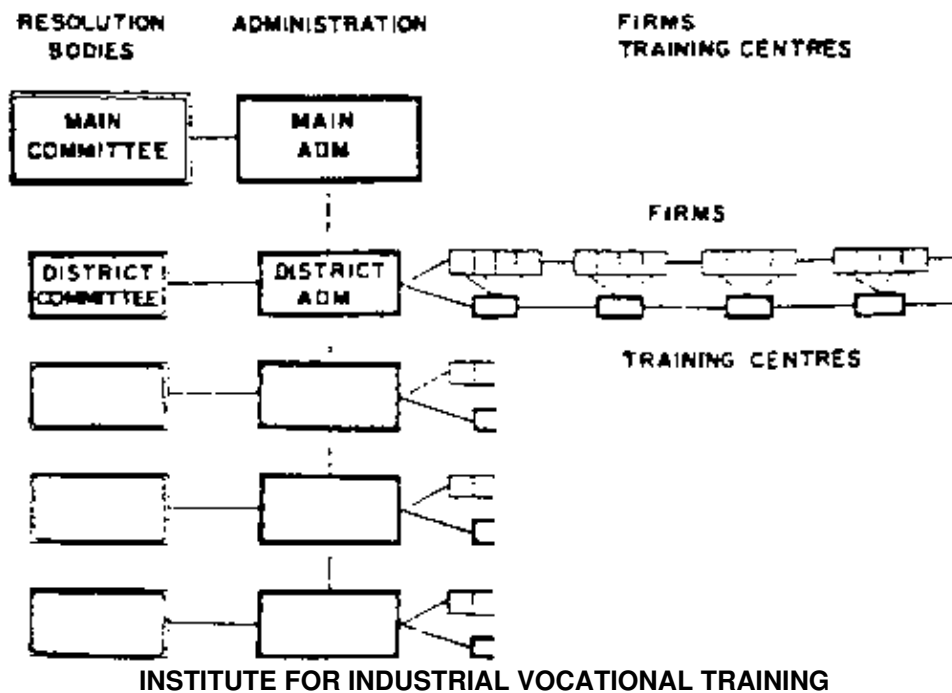 RESOLUTION
BODIES
ADMINISTRATION
FIRMS
TRAINING CENTRES
MAIN
COMMITTEE
MAIN
ADM
FIRMS
DISTRICT
COMMITTEE
DISTRICT
ADM
TRAINING CENTRES
INSTITUTE FOR INDUSTRIAL VOCATIONAL TRAINING